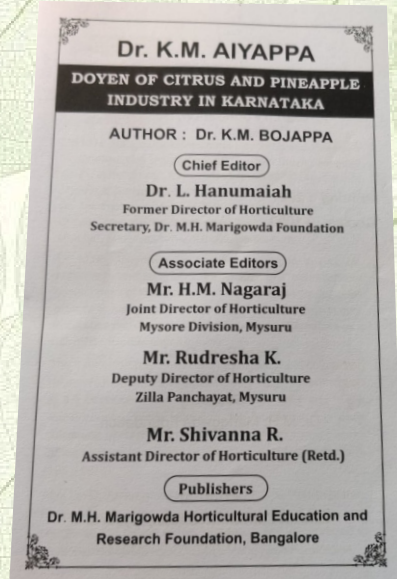 Dr. K.M. AIYAPPA
DOYEN OF CITRUS AND PINEAPPLE
INDUSTRY IN KARNATAKA
AUTHOR : Dr. K.M. BOJAPPA
Chief Editor
Dr. L. Hanumaiah
Former Director of Horticulture
Secretary, Dr. M.H. Marigowda Foundation
Associate Editors
Mr. H.M. Nagaraj
Joint Director of Horticulture
Mysore Division, Mysuru
Mr. Rudresha K.
Deputy Director of Horticulture
Zilla Panchayat, Mysuru
Mr. Shivanna R.
Assistant Director of Horticulture (Retd.)
Publishers
Dr. M.H. Marigowda Horticultural Education and
Research Foundation, Bangalore